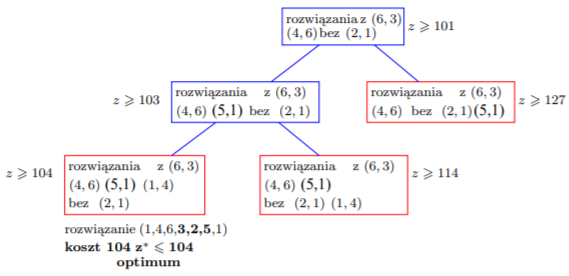 rozwiązania z (6, 3)
(4, 6) bez (2, 1)
z ⩾ 101
z ⩾ 103
rozwiązania z (6, 3)
(4, 6) (5,1) bez (2, 1)
rozwiązania z (6, 3)
(4, 6) bez (2, 1)(5,1)
z ⩾ 127
z ⩾ 104
rozwiązania z (6, 3)
(4, 6) (5,1) (1, 4)
bez (2, 1)
rozwiązania z (6, 3)
(4, 6) (5,1)
bez (2, 1) (1, 4)
z ⩾ 114
rozwiązanie (1,4,6,3,2,5,1)
koszt 104 z* ⩽ 104
optimum